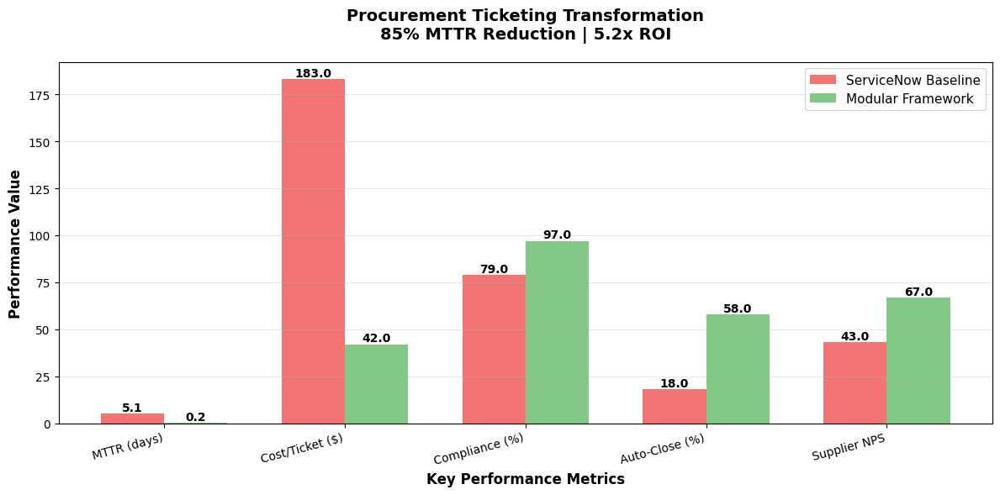 Procurement Ticketing Transformation
85% MTTR Reduction | 5.2x ROI
ServiceNow Baseline
Modular Framework
Performance Value
175
150
125
100
75
50
25
0
5.1
0.2
183.0
42.0
79.0
97.0
18.0
58.0
43.0
67.0
MTTR (days)
Cost/Ticket ($)
Compliance (%)
Auto-Close (%)
Supplier NPS
Key Performance Metrics